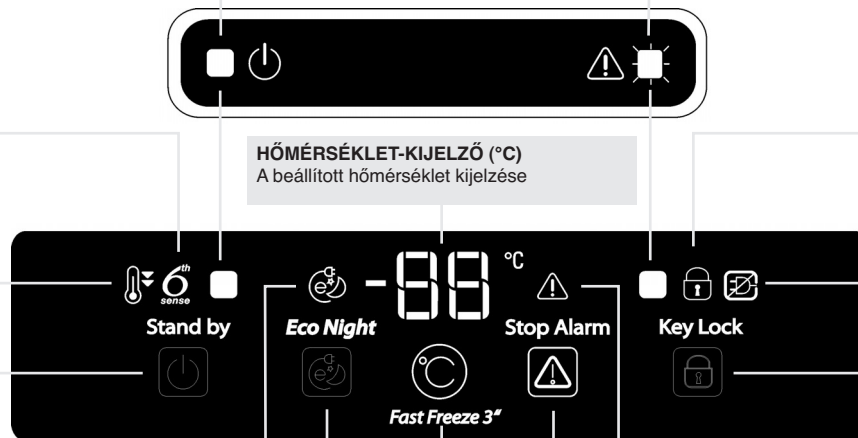 HŐMÉRSÉKLET-KIJELZŐ (°C)
A beállított hőmérséklet kijelzése
6th sense
-88 °C
Stand by
Eco Night
Stop Alarm
Key Lock
°C
Fast Freeze 3”